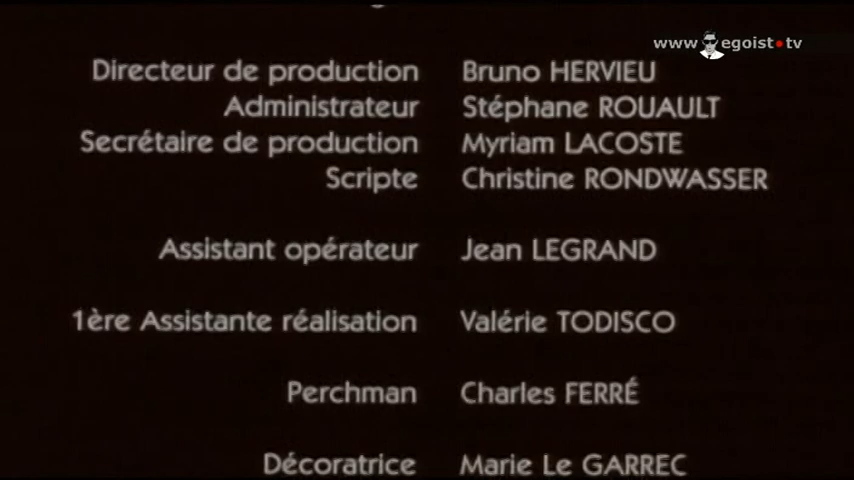 www egoist.tv
Directeur de production Bruno HERVIEU
Administrateur Stéphane ROUAULT
Secrétaire de production Myriam LACOSTE
Scripte Christine RONDWASSER
Assistant opérateur Jean LEGRAND
1ère Assistante réalisation Valérie TODISCO
Perchman Charles FERRÉ
Décoratrice Marie Le GARREC